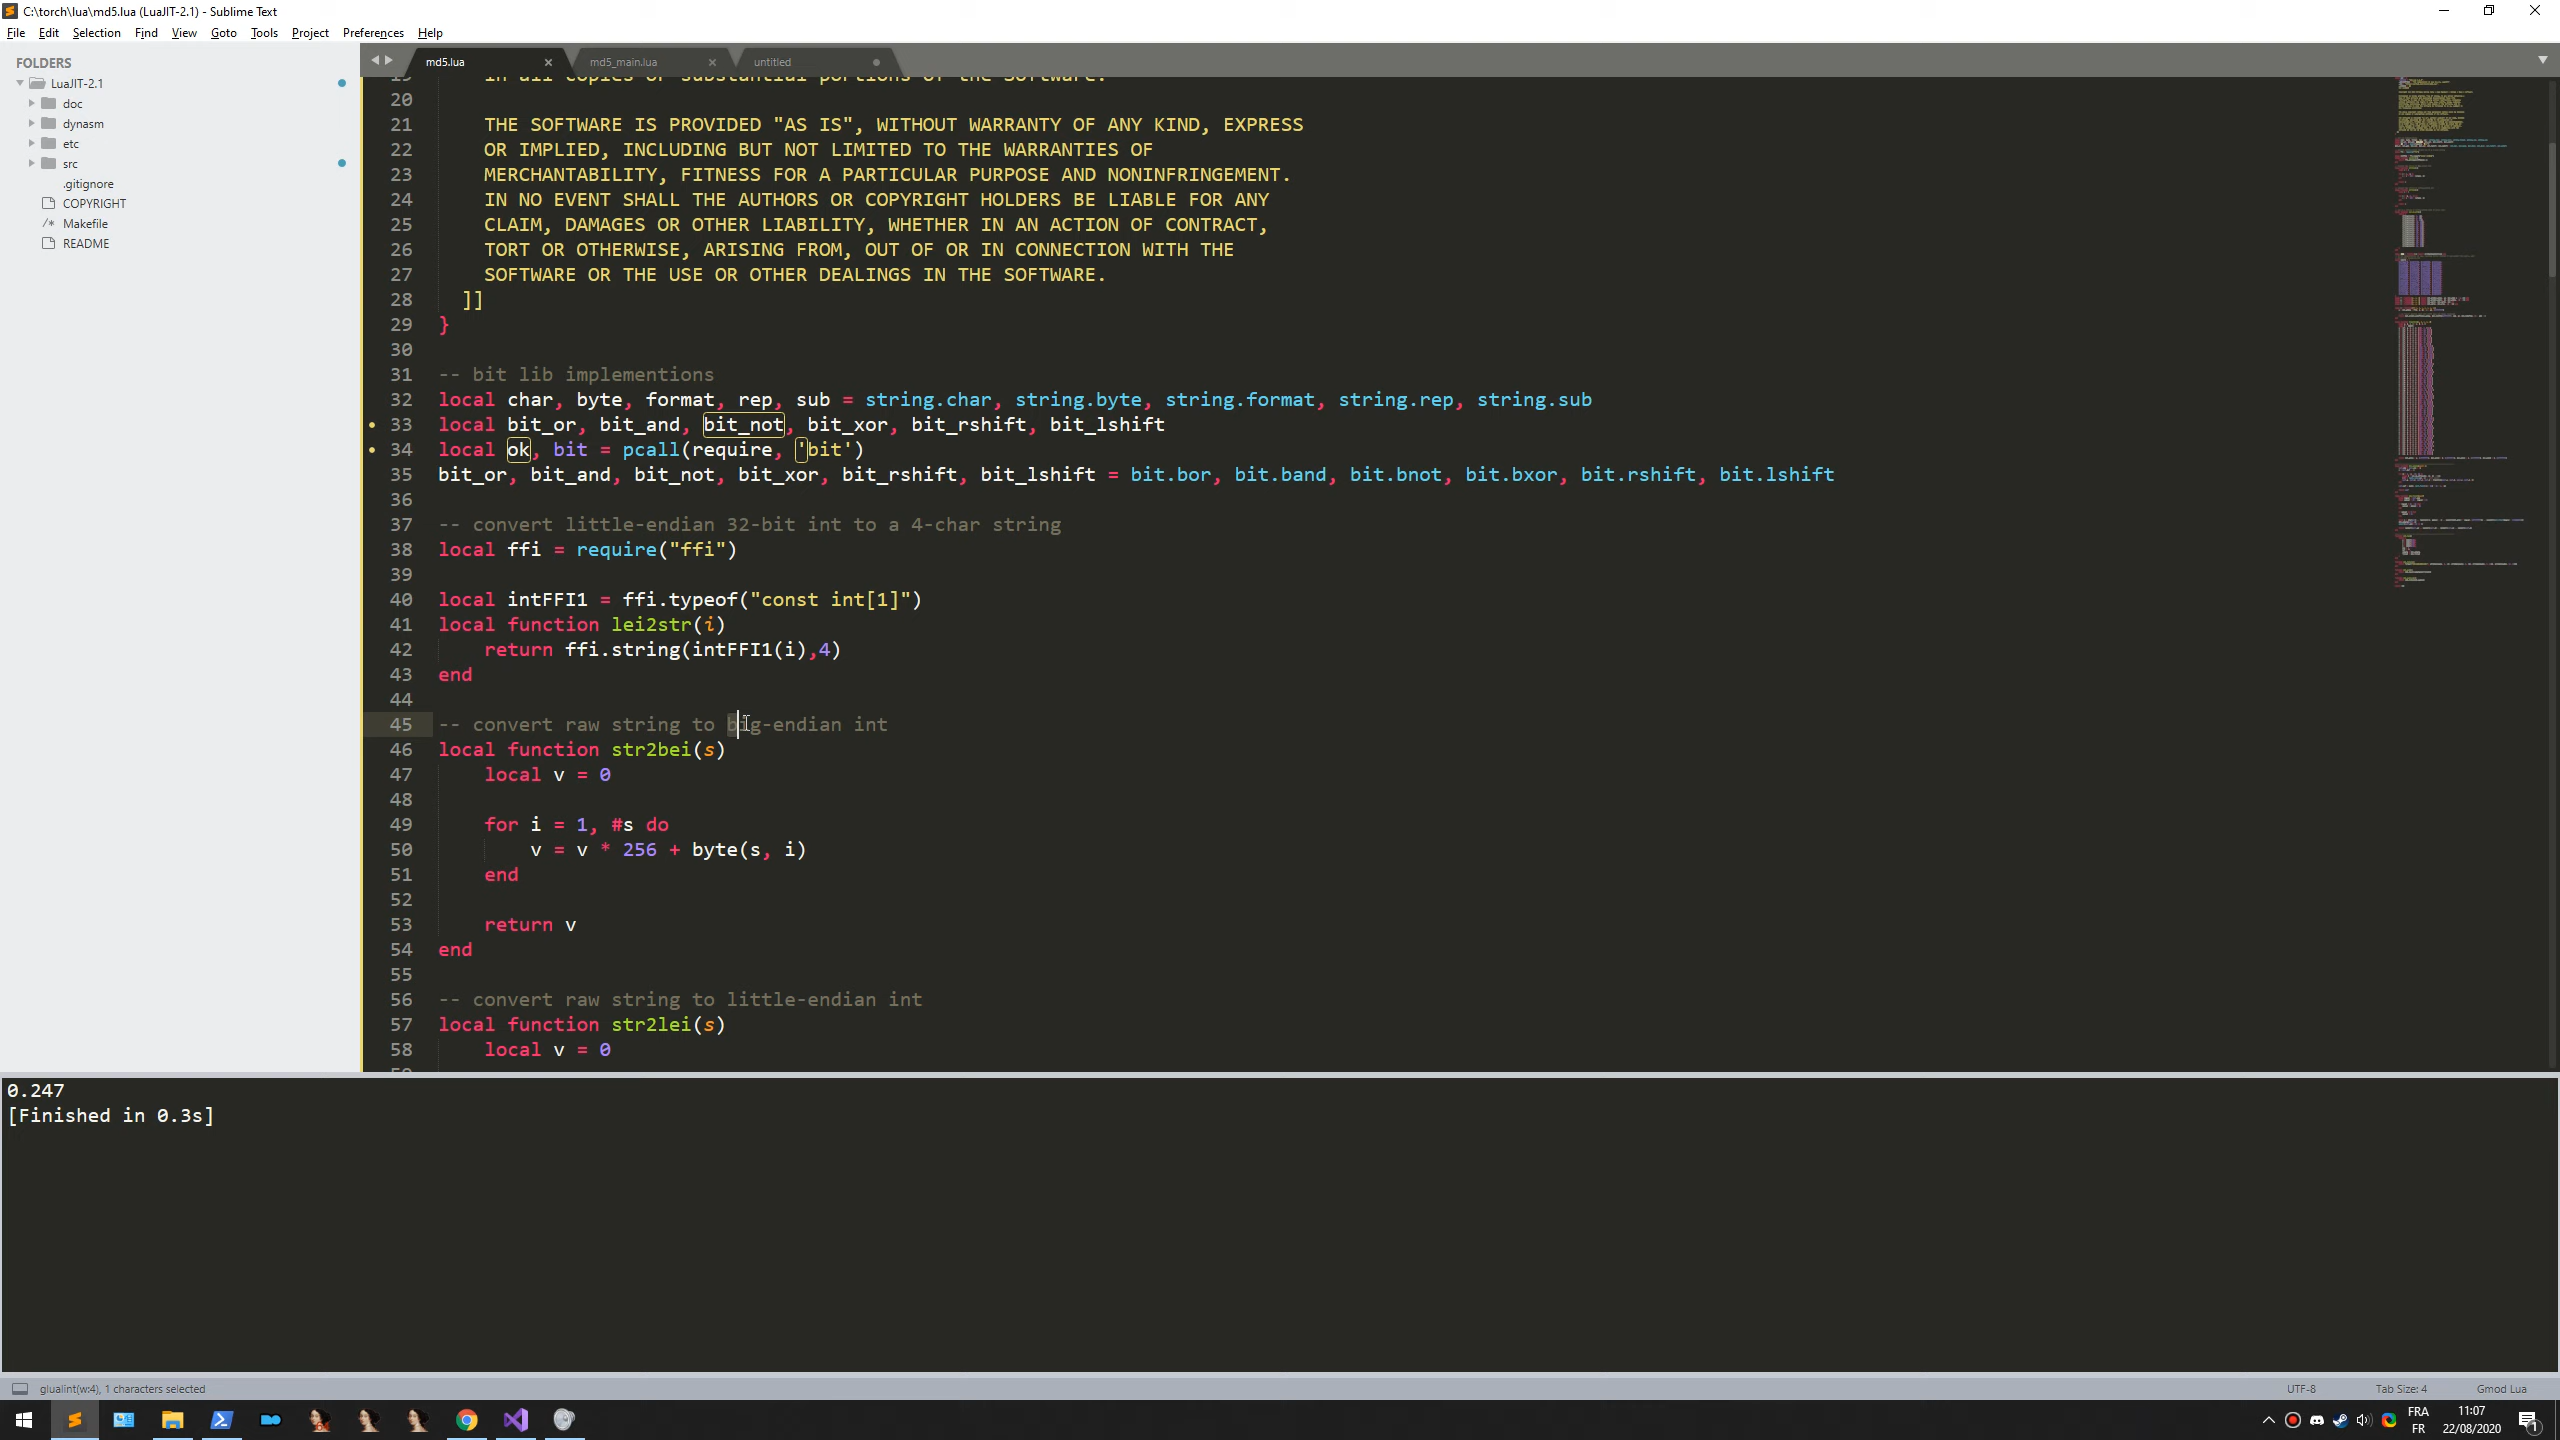 C:\torch\lua\md5.lua (LuaJIT-2.1) - Sublime Text
File Edit Selection Find View Goto Tools Project Preferences Help
FOLDERS
LuaJIT-2.1
doc
dynasm
etc
src
.gitignore
COPYRIGHT
Makefile
README
md5.lua
md5_main.lua
untitled
19 in all copies or substantial portions of the Software.
20
21 THE SOFTWARE IS PROVIDED "AS IS", WITHOUT WARRANTY OF ANY KIND, EXPRESS
22 OR IMPLIED, INCLUDING BUT NOT LIMITED TO THE WARRANTIES OF
23 MERCHANTABILITY, FITNESS FOR A PARTICULAR PURPOSE AND NONINFRINGEMENT.
24 IN NO EVENT SHALL THE AUTHORS OR COPYRIGHT HOLDERS BE LIABLE FOR ANY
25 CLAIM, DAMAGES OR OTHER LIABILITY, WHETHER IN AN ACTION OF CONTRACT,
26 TORT OR OTHERWISE, ARISING FROM, OUT OF OR IN CONNECTION WITH THE
27 SOFTWARE OR THE USE OR OTHER DEALINGS IN THE SOFTWARE.
28 ]]
29 }
30
31 -- bit lib implementions
32 local char, byte, format, rep, sub = string.char, string.byte, string.format, string.rep, string.sub
33 local bit_or, bit_and, bit_not, bit_xor, bit_rshift, bit_lshift
34 local ok, bit = pcall(require, 'bit')
35 bit_or, bit_and, bit_not, bit_xor, bit_rshift, bit_lshift = bit.bor, bit.band, bit.bnot, bit.bxor, bit.rshift, bit.lshift
36
37 -- convert little-endian 32-bit int to a 4-char string
38 local ffi = require("ffi")
39
40 local intFFI1 = ffi.typeof("const int[1]")
41 local function lei2str(i)
42 return ffi.string(intFFI1(i),4)
43 end
44
45 -- convert raw string to big-endian int
46 local function str2bei(s)
47 local v = 0
48
49 for i = 1, #s do
50 v = v * 256 + byte(s, i)
51 end
52
53 return v
54 end
55
56 -- convert raw string to little-endian int
57 local function str2lei(s)
58 local v = 0
0.247
[Finished in 0.3s]
glualint(w:4), 1 characters selected
UTF-8
Tab Size: 4
Gmod Lua
FRA
FR
11:07
22/08/2020
1